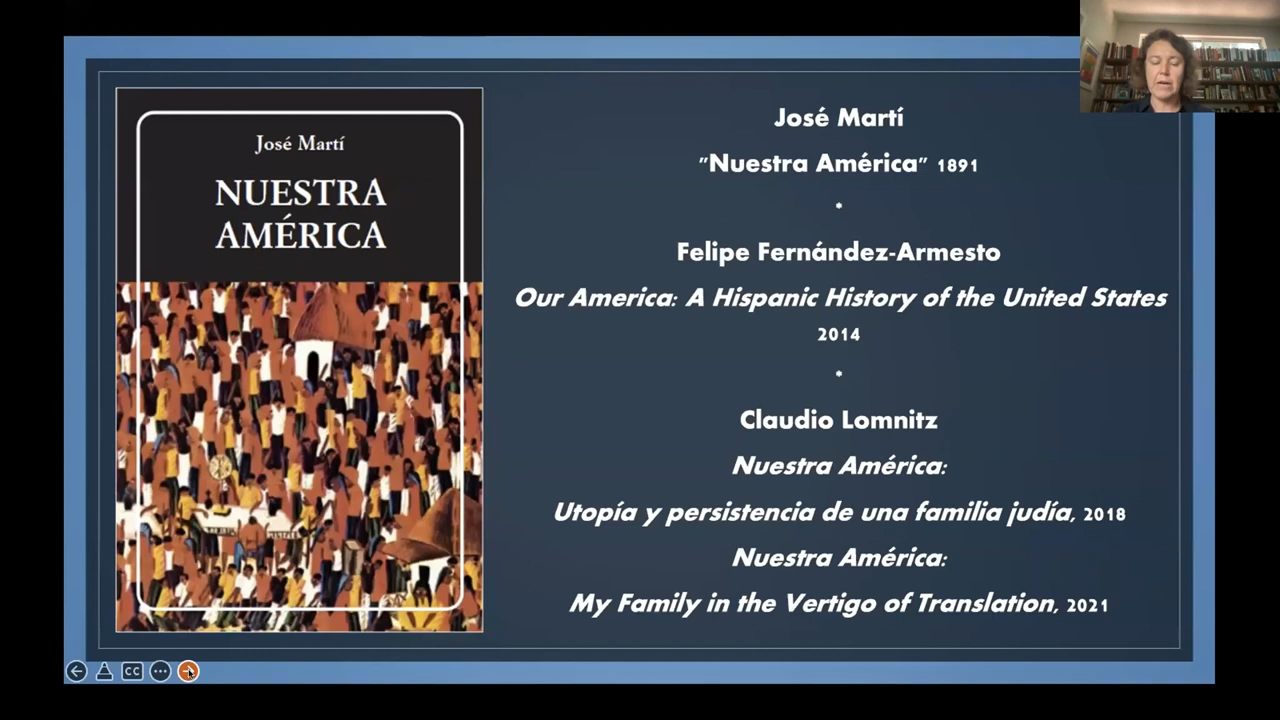 José Martí
NUESTRA
AMÉRICA
José Martí
"Nuestra América" 1891
*
Felipe Fernández-Armesto
Our America: A Hispanic History of the United States
2014
*
Claudio Lomnitz
Nuestra América:
Utopía y persistencia de una familia judía, 2018
Nuestra América:
My Family in the Vertigo of Translation, 2021
CC